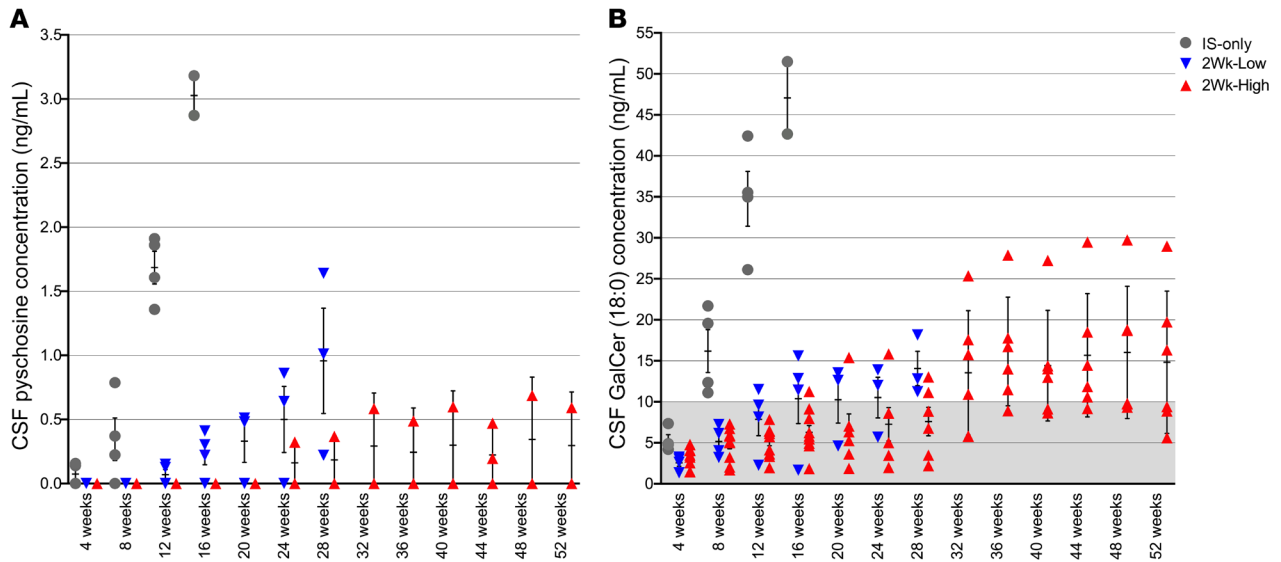 A
CSF pyschosine concentration (ng/mL)
3.5
3.0
2.5
2.0
1.5
1.0
0.5
0.0
4 weeks
8 weeks
12 weeks
16 weeks
20 weeks
24 weeks
28 weeks
32 weeks
36 weeks
40 weeks
44 weeks
48 weeks
52 weeks
B
CSF GalCer (18:0) concentration (ng/mL)
55
50
45
40
35
30
25
20
15
10
5
0
4 weeks
8 weeks
12 weeks
16 weeks
20 weeks
24 weeks
28 weeks
32 weeks
36 weeks
40 weeks
44 weeks
48 weeks
52 weeks
IS-only
2Wk-Low
2Wk-High